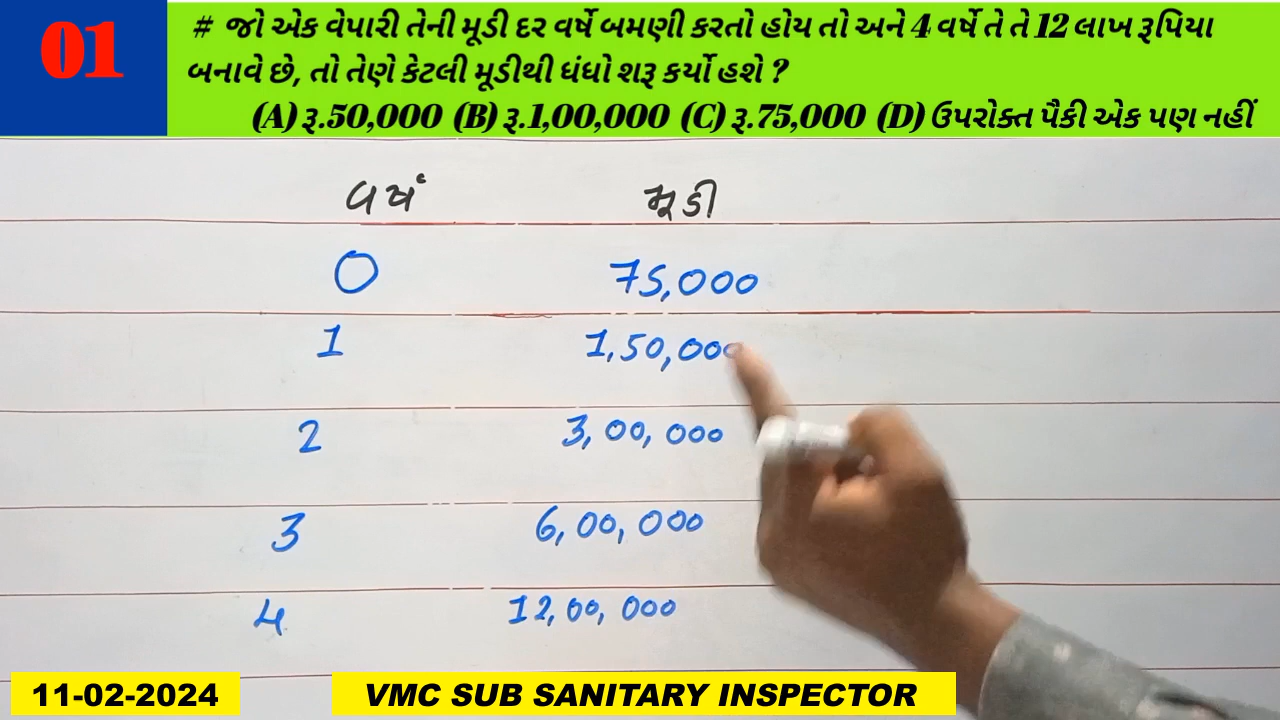 01
# જો એક વેપારી તેની મૂડી દર વર્ષે બમણી કરતો હોય તો અને 4 વર્ષે તે તે 12 લાખ રૂપિયા
બનાવે છે, તો તેણે કેટલી મૂડીથી ધંધો શરૂ કર્યો હશે ?
(A) રૂ.50,000 (B) રૂ.1,00,000 (C) રૂ.75,000 (D) ઉપરોક્ત પૈકી એક પણ નહીં
વર્ષ મૂડી
0 75,000
1 1,50,000
2 3,00,000
3 6,00,000
4 12,00,000
11-02-2024 VMC SUB SANITARY INSPECTOR